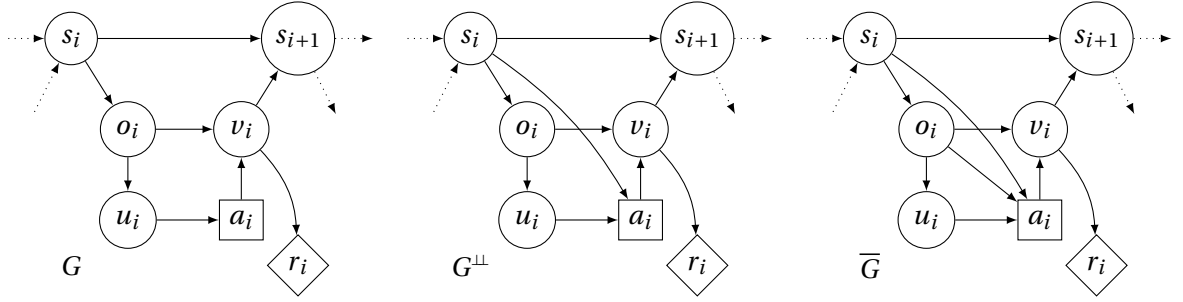 s_i s_{i+1} s_i s_{i+1} s_i s_{i+1}
o_i v_i o_i v_i o_i v_i
u_i a_i u_i a_i u_i a_i
G r_i G^{⊥⊥} r_i \overline{G} r_i